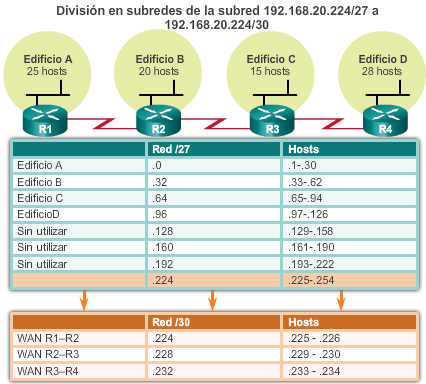 División en subredes de la subred 192.168.20.224/27 a
192.168.20.224/30
Edificio A Edificio B Edificio C Edificio D
25 hosts 20 hosts 15 hosts 28 hosts
R1 R2 R3 R4
Red /27 Hosts
Edificio A .0 .1-.30
Edificio B .32 .33-.62
Edificio C .64 .65-.94
EdificioD .96 .97-.126
Sin utilizar .128 .129-.158
Sin utilizar .160 .161-.190
Sin utilizar .192 .193-.222
.224 .225-.254
Red /30 Hosts
WAN R1–R2 .224 .225 - .226
WAN R2–R3 .228 .229 - .230
WAN R3–R4 .232 .233 - .234